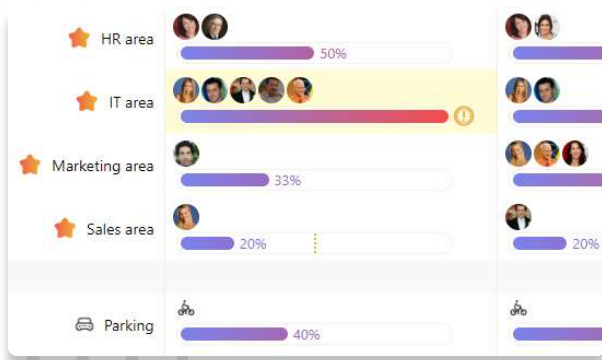 HR area
50%
IT area
Marketing area
33%
Sales area
20%
20%
Parking
40%